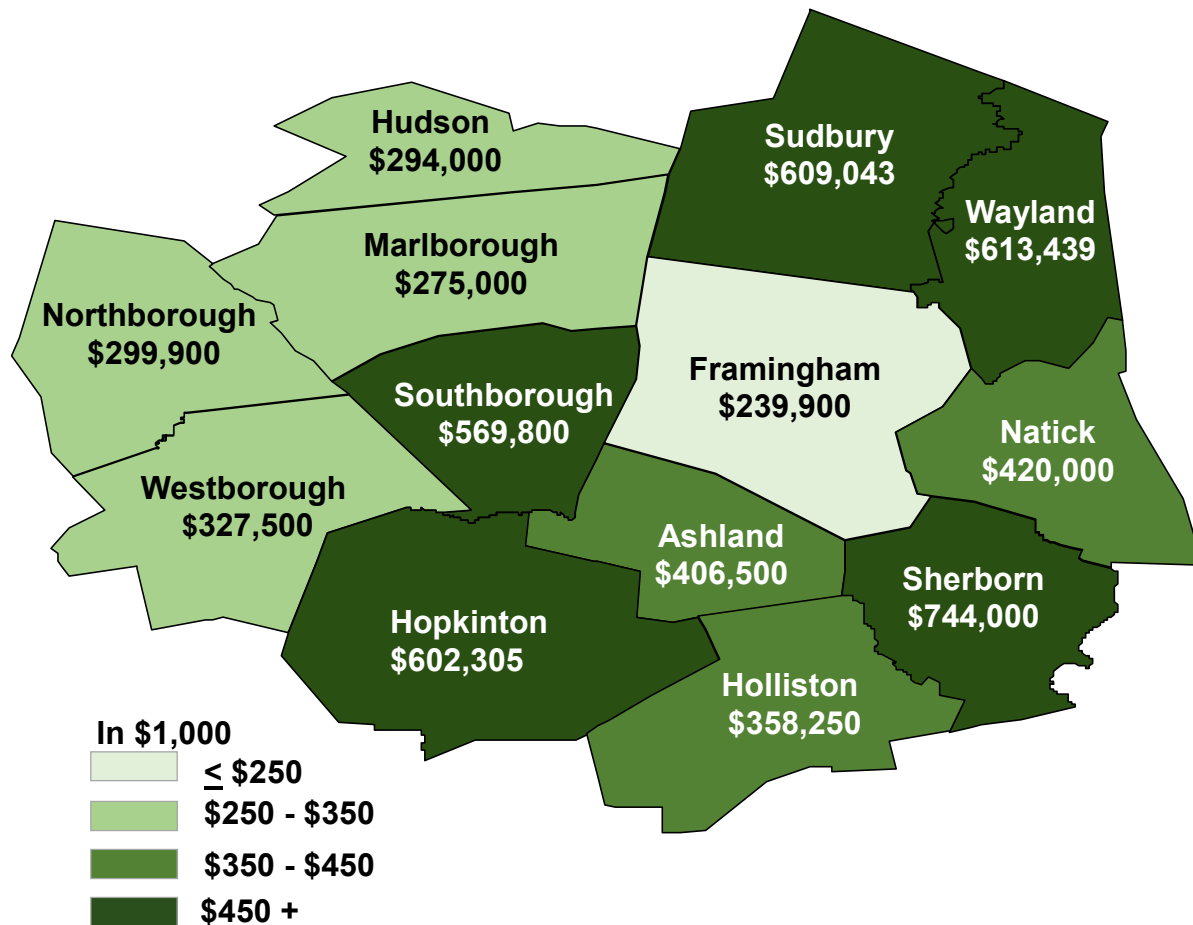 Hudson
$294,000
Sudbury
$609,043
Wayland
$613,439
Marlborough
$275,000
Northborough
$299,900
Framingham
$239,900
Southborough
$569,800
Natick
$420,000
Westborough
$327,500
Ashland
$406,500
Sherborn
$744,000
Hopkinton
$602,305
Holliston
$358,250
In $1,000
≤ $250
$250 - $350
$350 - $450
$450 +